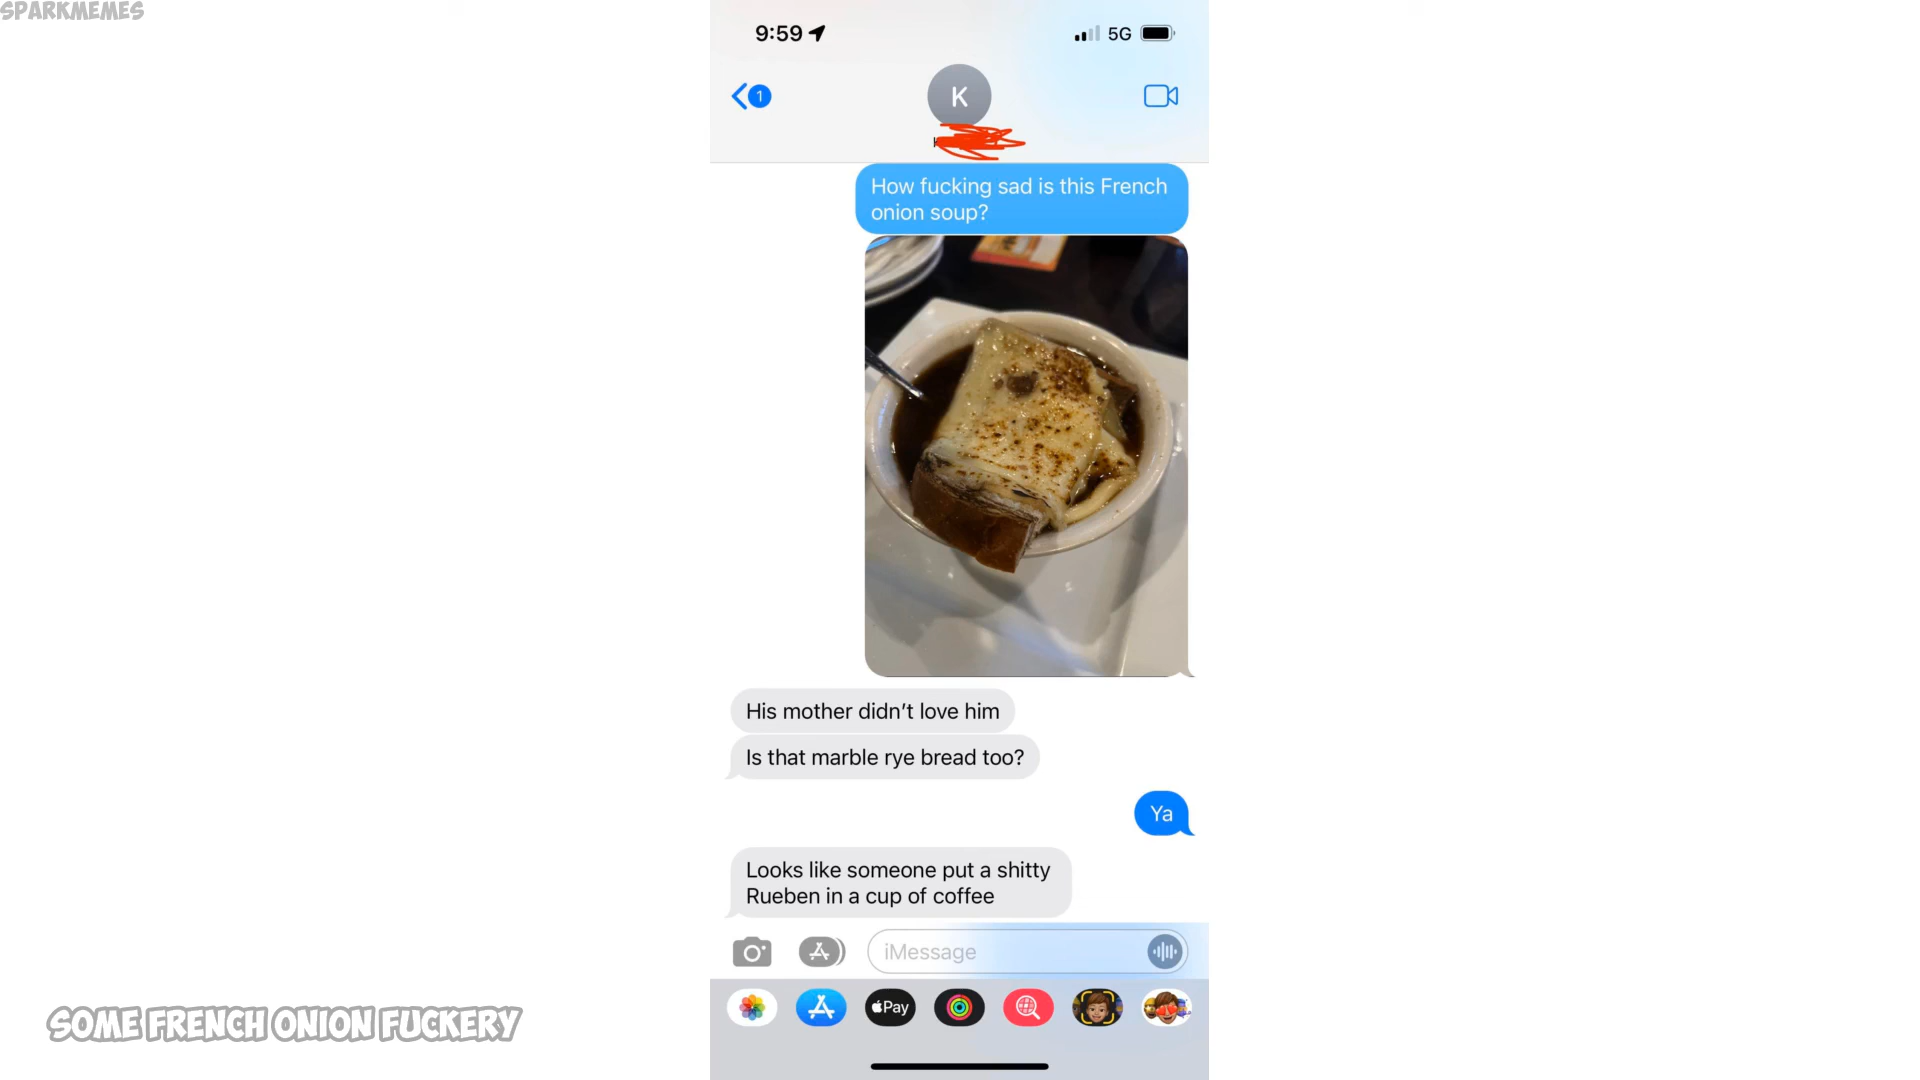 SPARKMEMES
9:59
5G
1
K
How fucking sad is this French
onion soup?
His mother didn't love him
Is that marble rye bread too?
Ya
Looks like someone put a shitty
Rueben in a cup of coffee
iMessage
Pay
SOME FRENCH ONION FUCKERY